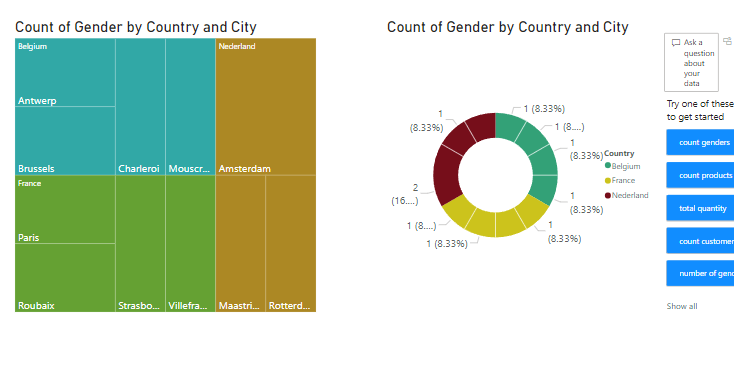 Count of Gender by Country and City
Belgium
Nederland
Antwerp
Brussels
Charleroi
Mouscr...
Amsterdam
France
Paris
Roubaix
Strasbo...
Villefra...
Maastri...
Rotterd...
Count of Gender by Country and City
1 (8.33%)
1 (8....)
1
(8.33%)
1
(8.33%)
1
(8.33%)
1 (8.33%)
1 (8....)
2
(16....)
1
(8.33%)
Country
Belgium
France
Nederland
Ask a
question
about
your
data
Try one of these
to get started
count genders
count products
total quantity
count customer
number of gend
Show all